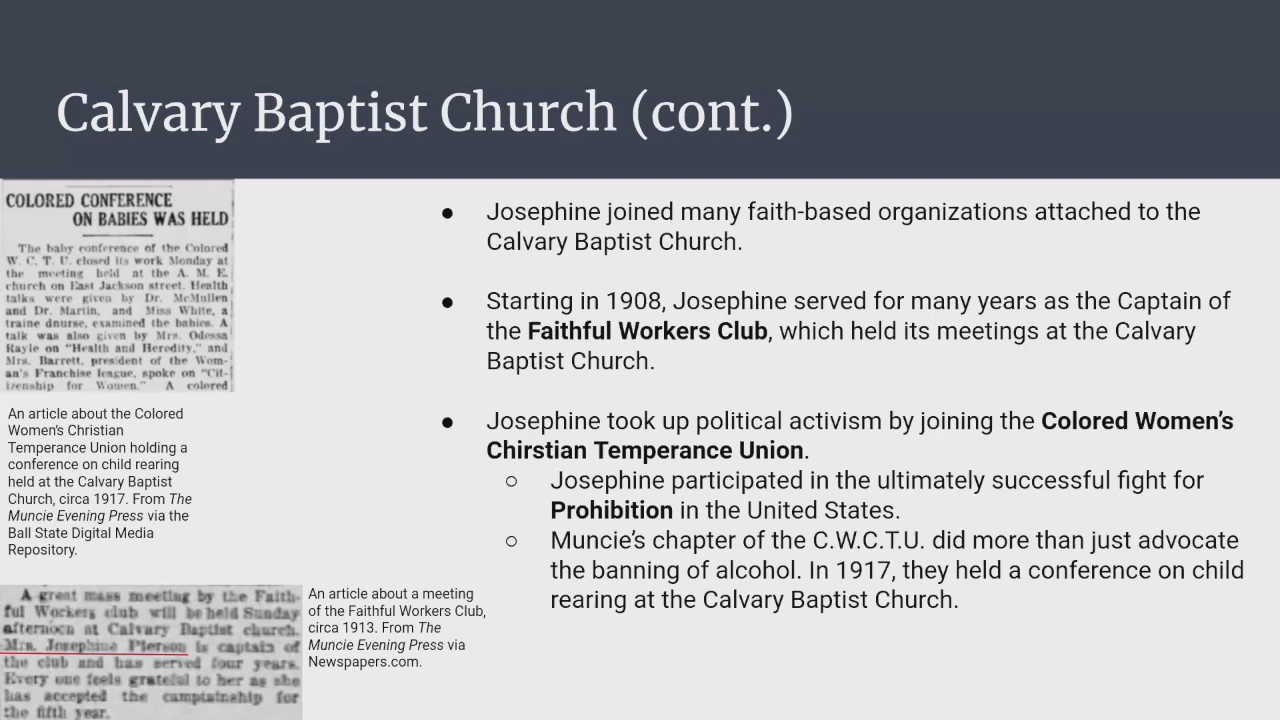 Calvary Baptist Church (cont.)
COLORED CONFERENCE
ON BABIES WAS HELD
The baby conference of the Colored
W. C. T. U. closed its work Monday at
the meeting held at the A. M. E.
church on East Jackson street. Health
talks were given by Dr. McMullen
and Dr. Martin, and Miss White, a
traine dnurse, examined the babies. A
talk was also given by Mrs. Odessa
Rayle on "Health and Heredity," and
Mrs. Barrett, president of the Wom-
an's Franchise league, spoke on "Cit-
izenship for Women." A colored
An article about the Colored
Women's Christian
Temperance Union holding a
conference on child rearing
held at the Calvary Baptist
Church, circa 1917. From The
Muncie Evening Press via the
Ball State Digital Media
Repository.
A great mass meeting by the Faith-
ful Workers club will be held Sunday
afternoon at Calvary Baptist church.
Mrs. Josephine Pierson is captain of
the club and has served four years.
Every one feels grateful to her as she
has accepted the camptainship for
the fifth year.
An article about a meeting
of the Faithful Workers Club,
circa 1913. From The
Muncie Evening Press via
Newspapers.com.
● Josephine joined many faith-based organizations attached to the
Calvary Baptist Church.
● Starting in 1908, Josephine served for many years as the Captain of
the Faithful Workers Club, which held its meetings at the Calvary
Baptist Church.
● Josephine took up political activism by joining the Colored Women's
Chirstian Temperance Union.
○ Josephine participated in the ultimately successful fight for
Prohibition in the United States.
○ Muncie's chapter of the C.W.C.T.U. did more than just advocate
the banning of alcohol. In 1917, they held a conference on child
rearing at the Calvary Baptist Church.